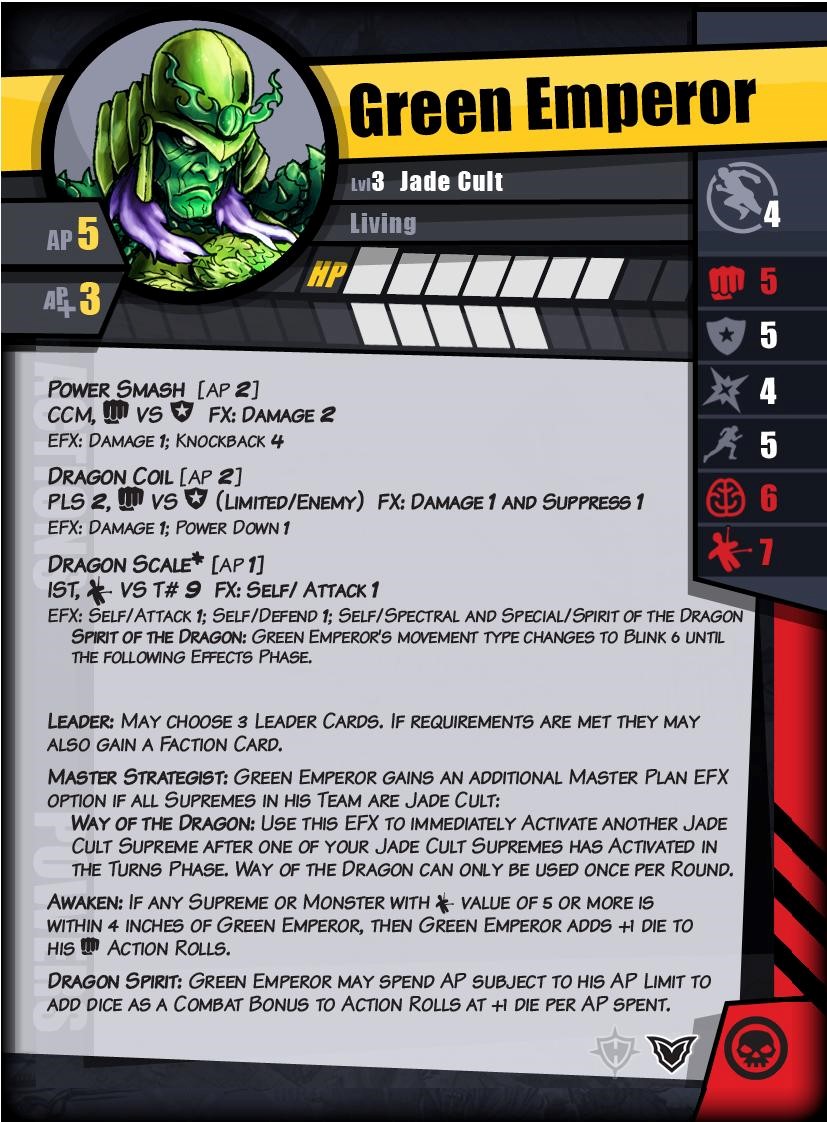 Green Emperor
Lvl3 Jade Cult
Living
AP 5
AP+ 3
HP
4
5
5
4
5
6
7
ACTIONS
POWER SMASH [AP 2]
CCM, VS FX: DAMAGE 2
EFX: DAMAGE 1; KNOCKBACK 4
DRAGON COIL [AP 2]
PLS 2, VS (LIMITED/ENEMY) FX: DAMAGE 1 AND SUPPRESS 1
EFX: DAMAGE 1; POWER DOWN 1
DRAGON SCALE* [AP 1]
IST, VS T# 9 FX: SELF/ ATTACK 1
EFX: SELF/ATTACK 1; SELF/DEFEND 1; SELF/SPECTRAL AND SPECIAL/SPIRIT OF THE DRAGON
SPIRIT OF THE DRAGON: GREEN EMPEROR'S MOVEMENT TYPE CHANGES TO BLINK 6 UNTIL
THE FOLLOWING EFFECTS PHASE.
POWERS
LEADER: MAY CHOOSE 3 LEADER CARDS. IF REQUIREMENTS ARE MET THEY MAY
ALSO GAIN A FACTION CARD.
MASTER STRATEGIST: GREEN EMPEROR GAINS AN ADDITIONAL MASTER PLAN EFX
OPTION IF ALL SUPREMES IN HIS TEAM ARE JADE CULT:
WAY OF THE DRAGON: USE THIS EFX TO IMMEDIATELY ACTIVATE ANOTHER JADE
CULT SUPREME AFTER ONE OF YOUR JADE CULT SUPREMES HAS ACTIVATED IN
THE TURNS PHASE. WAY OF THE DRAGON CAN ONLY BE USED ONCE PER ROUND.
AWAKEN: IF ANY SUPREME OR MONSTER WITH VALUE OF 5 OR MORE IS
WITHIN 4 INCHES OF GREEN EMPEROR, THEN GREEN EMPEROR ADDS +1 DIE TO
HIS ACTION ROLLS.
DRAGON SPIRIT: GREEN EMPEROR MAY SPEND AP SUBJECT TO HIS AP LIMIT TO
ADD DICE AS A COMBAT BONUS TO ACTION ROLLS AT +1 DIE PER AP SPENT.
H